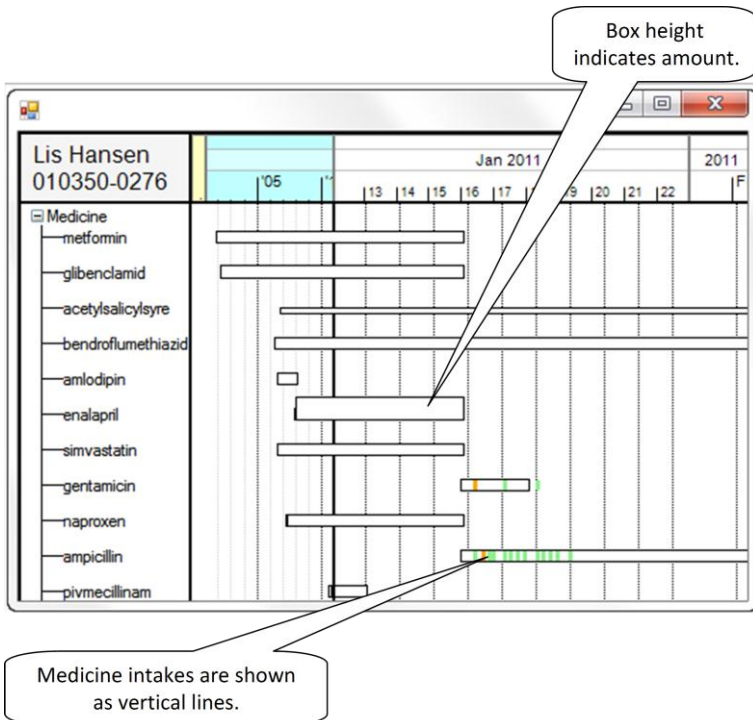 Box height
indicates amount.
Lis Hansen
010350-0276
Jan 2011
2011
'05
13 14 15 16 17 20 21 22
F
Medicine
metformin
glibenclamid
acetylsalicylsyre
bendroflumethiazid
amlodipin
enalapril
simvastatin
gentamicin
naproxen
ampicillin
pivmecillinam
Medicine intakes are shown
as vertical lines.